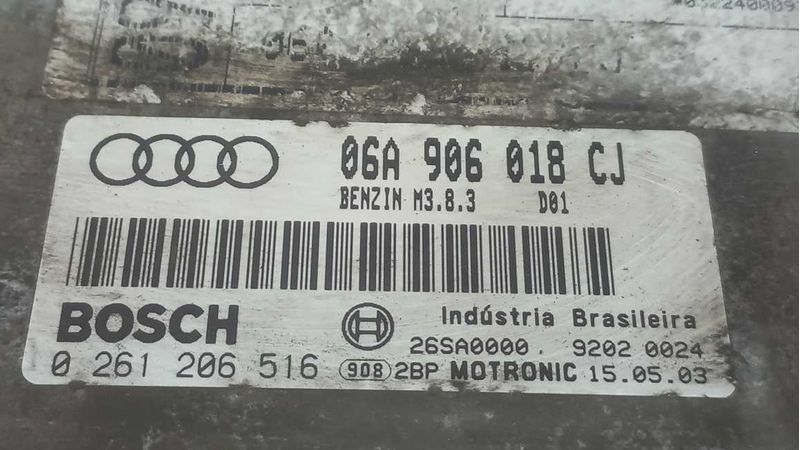 06A 906 018 CJ
BENZIN M3.8.3 D01
BOSCH
Indústria Brasileira
26SA0000. 9202 0024
0 261 206 516
908 2BP MOTRONIC 15.05.03